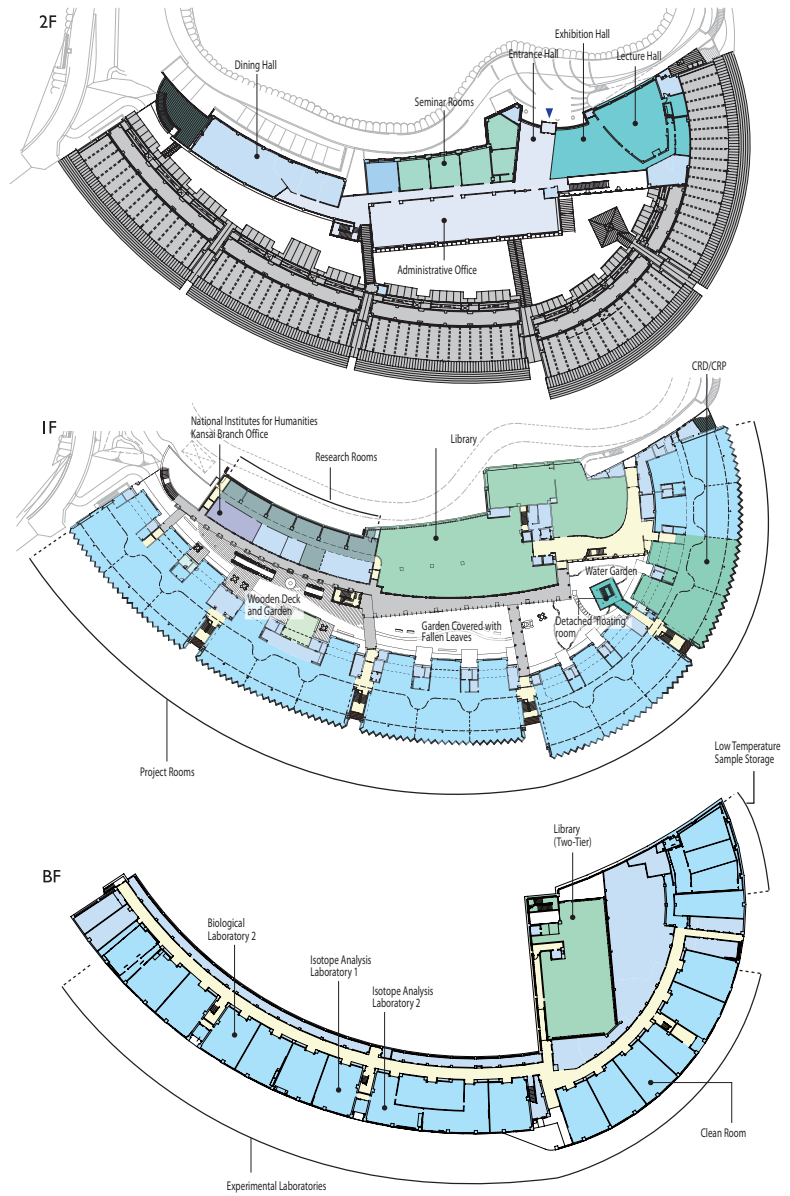 2F
Exhibition Hall
Entrance Hall
Lecture Hall
Dining Hall
Seminar Rooms
Administrative Office
CRD/CRP
1F
National Institutes for Humanities
Kansai Branch Office
Research Rooms
Library
Water Garden
Wooden Deck
and Garden
Garden Covered with
Fallen Leaves
Detached "floating"
room
Project Rooms
Low Temperature
Sample Storage
Library
(Two-Tier)
BF
Biological
Laboratory 2
Isotope Analysis
Laboratory 1
Isotope Analysis
Laboratory 2
Clean Room
Experimental Laboratories